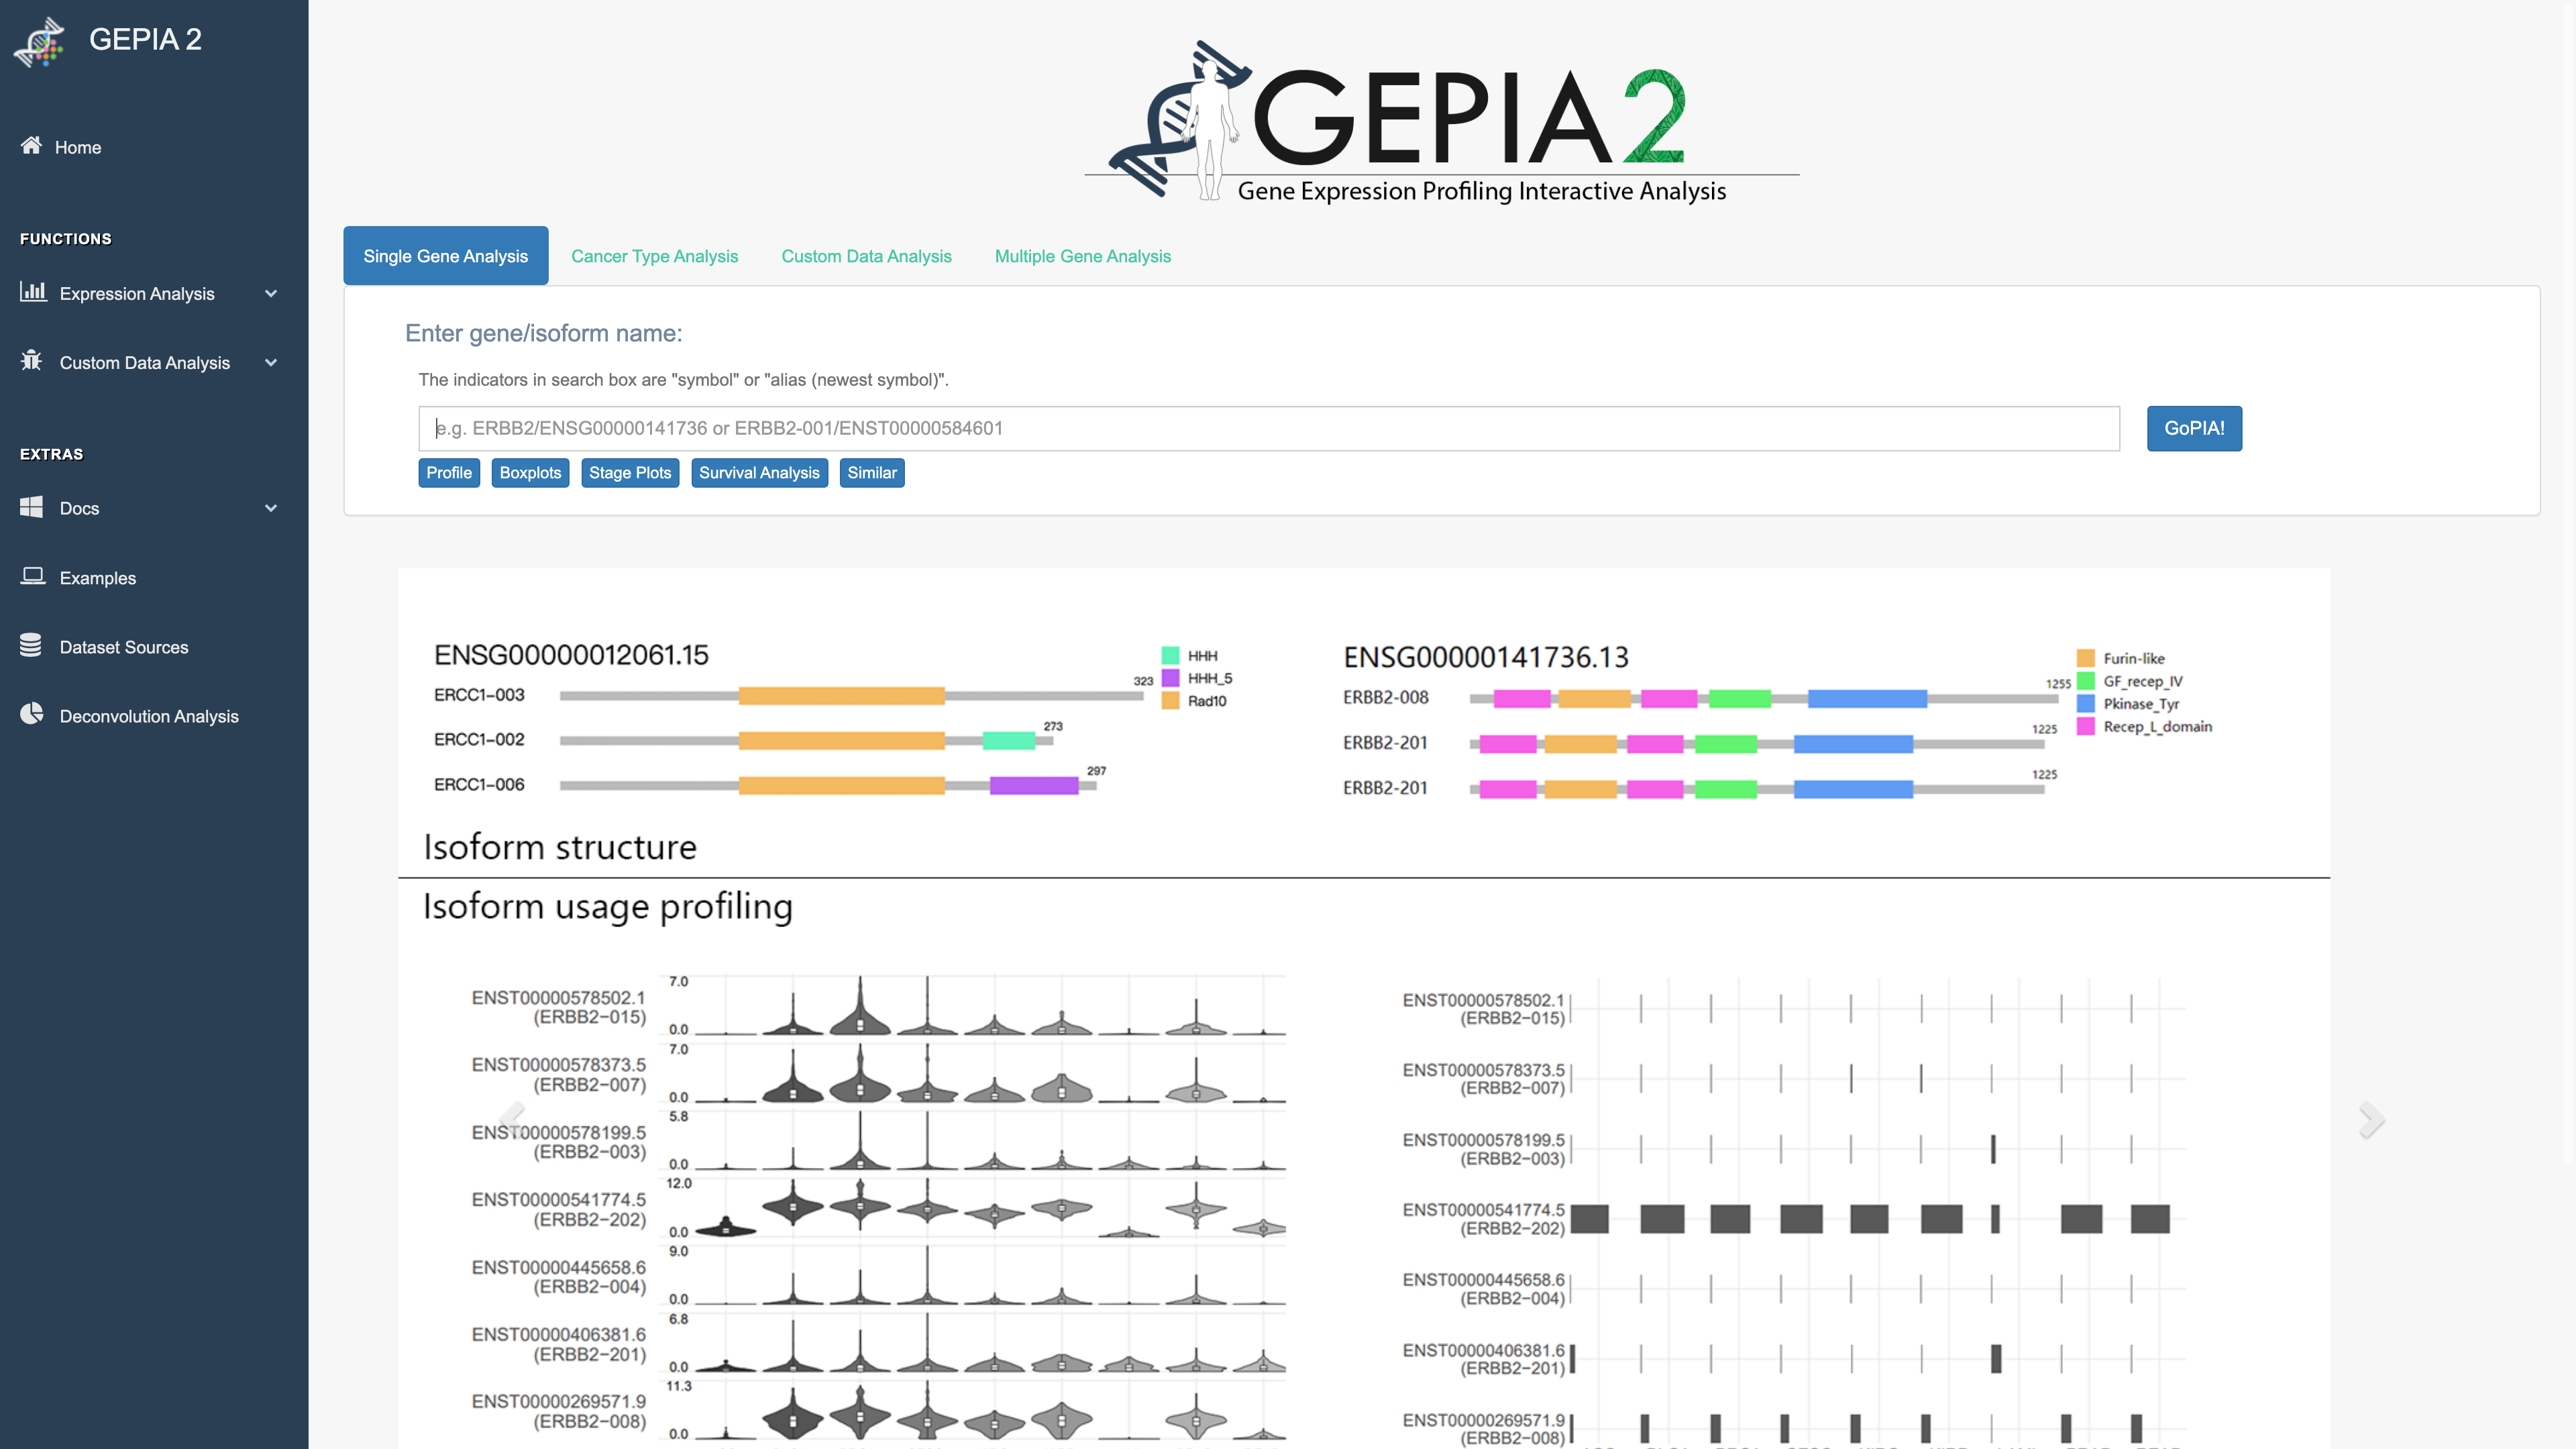 GEPIA 2
Home
FUNCTIONS
Expression Analysis
Custom Data Analysis
EXTRAS
Docs
Examples
Dataset Sources
Deconvolution Analysis
GEPIA2
Gene Expression Profiling Interactive Analysis
Single Gene Analysis
Cancer Type Analysis
Custom Data Analysis
Multiple Gene Analysis
Enter gene/isoform name:
The indicators in search box are "symbol" or "alias (newest symbol)".
e.g. ERBB2/ENSG00000141736 or ERBB2-001/ENST00000584601
GoPIA!
Profile
Boxplots
Stage Plots
Survival Analysis
Similar
ENSG00000012061.15
ERCC1-003
323
ERCC1-002
273
ERCC1-006
297
HHH
HHH_5
Rad10
ENSG00000141736.13
ERBB2-008
1255
ERBB2-201
1225
ERBB2-201
1225
Furin-like
GF_recep_IV
Pkinase_Tyr
Recep_L_domain
Isoform structure
Isoform usage profiling
ENST00000578502.1
(ERBB2-015)
7.0
0.0
ENST00000578373.5
(ERBB2-007)
7.0
0.0
ENST00000578199.5
(ERBB2-003)
5.8
0.0
ENST00000541774.5
(ERBB2-202)
12.0
0.0
ENST00000445658.6
(ERBB2-004)
9.0
0.0
ENST00000406381.6
(ERBB2-201)
6.8
0.0
ENST00000269571.9
(ERBB2-008)
11.3
0.0
ENST00000578502.1
(ERBB2-015)
ENST00000578373.5
(ERBB2-007)
ENST00000578199.5
(ERBB2-003)
ENST00000541774.5
(ERBB2-202)
ENST00000445658.6
(ERBB2-004)
ENST00000406381.6
(ERBB2-201)
ENST00000269571.9
(ERBB2-008)